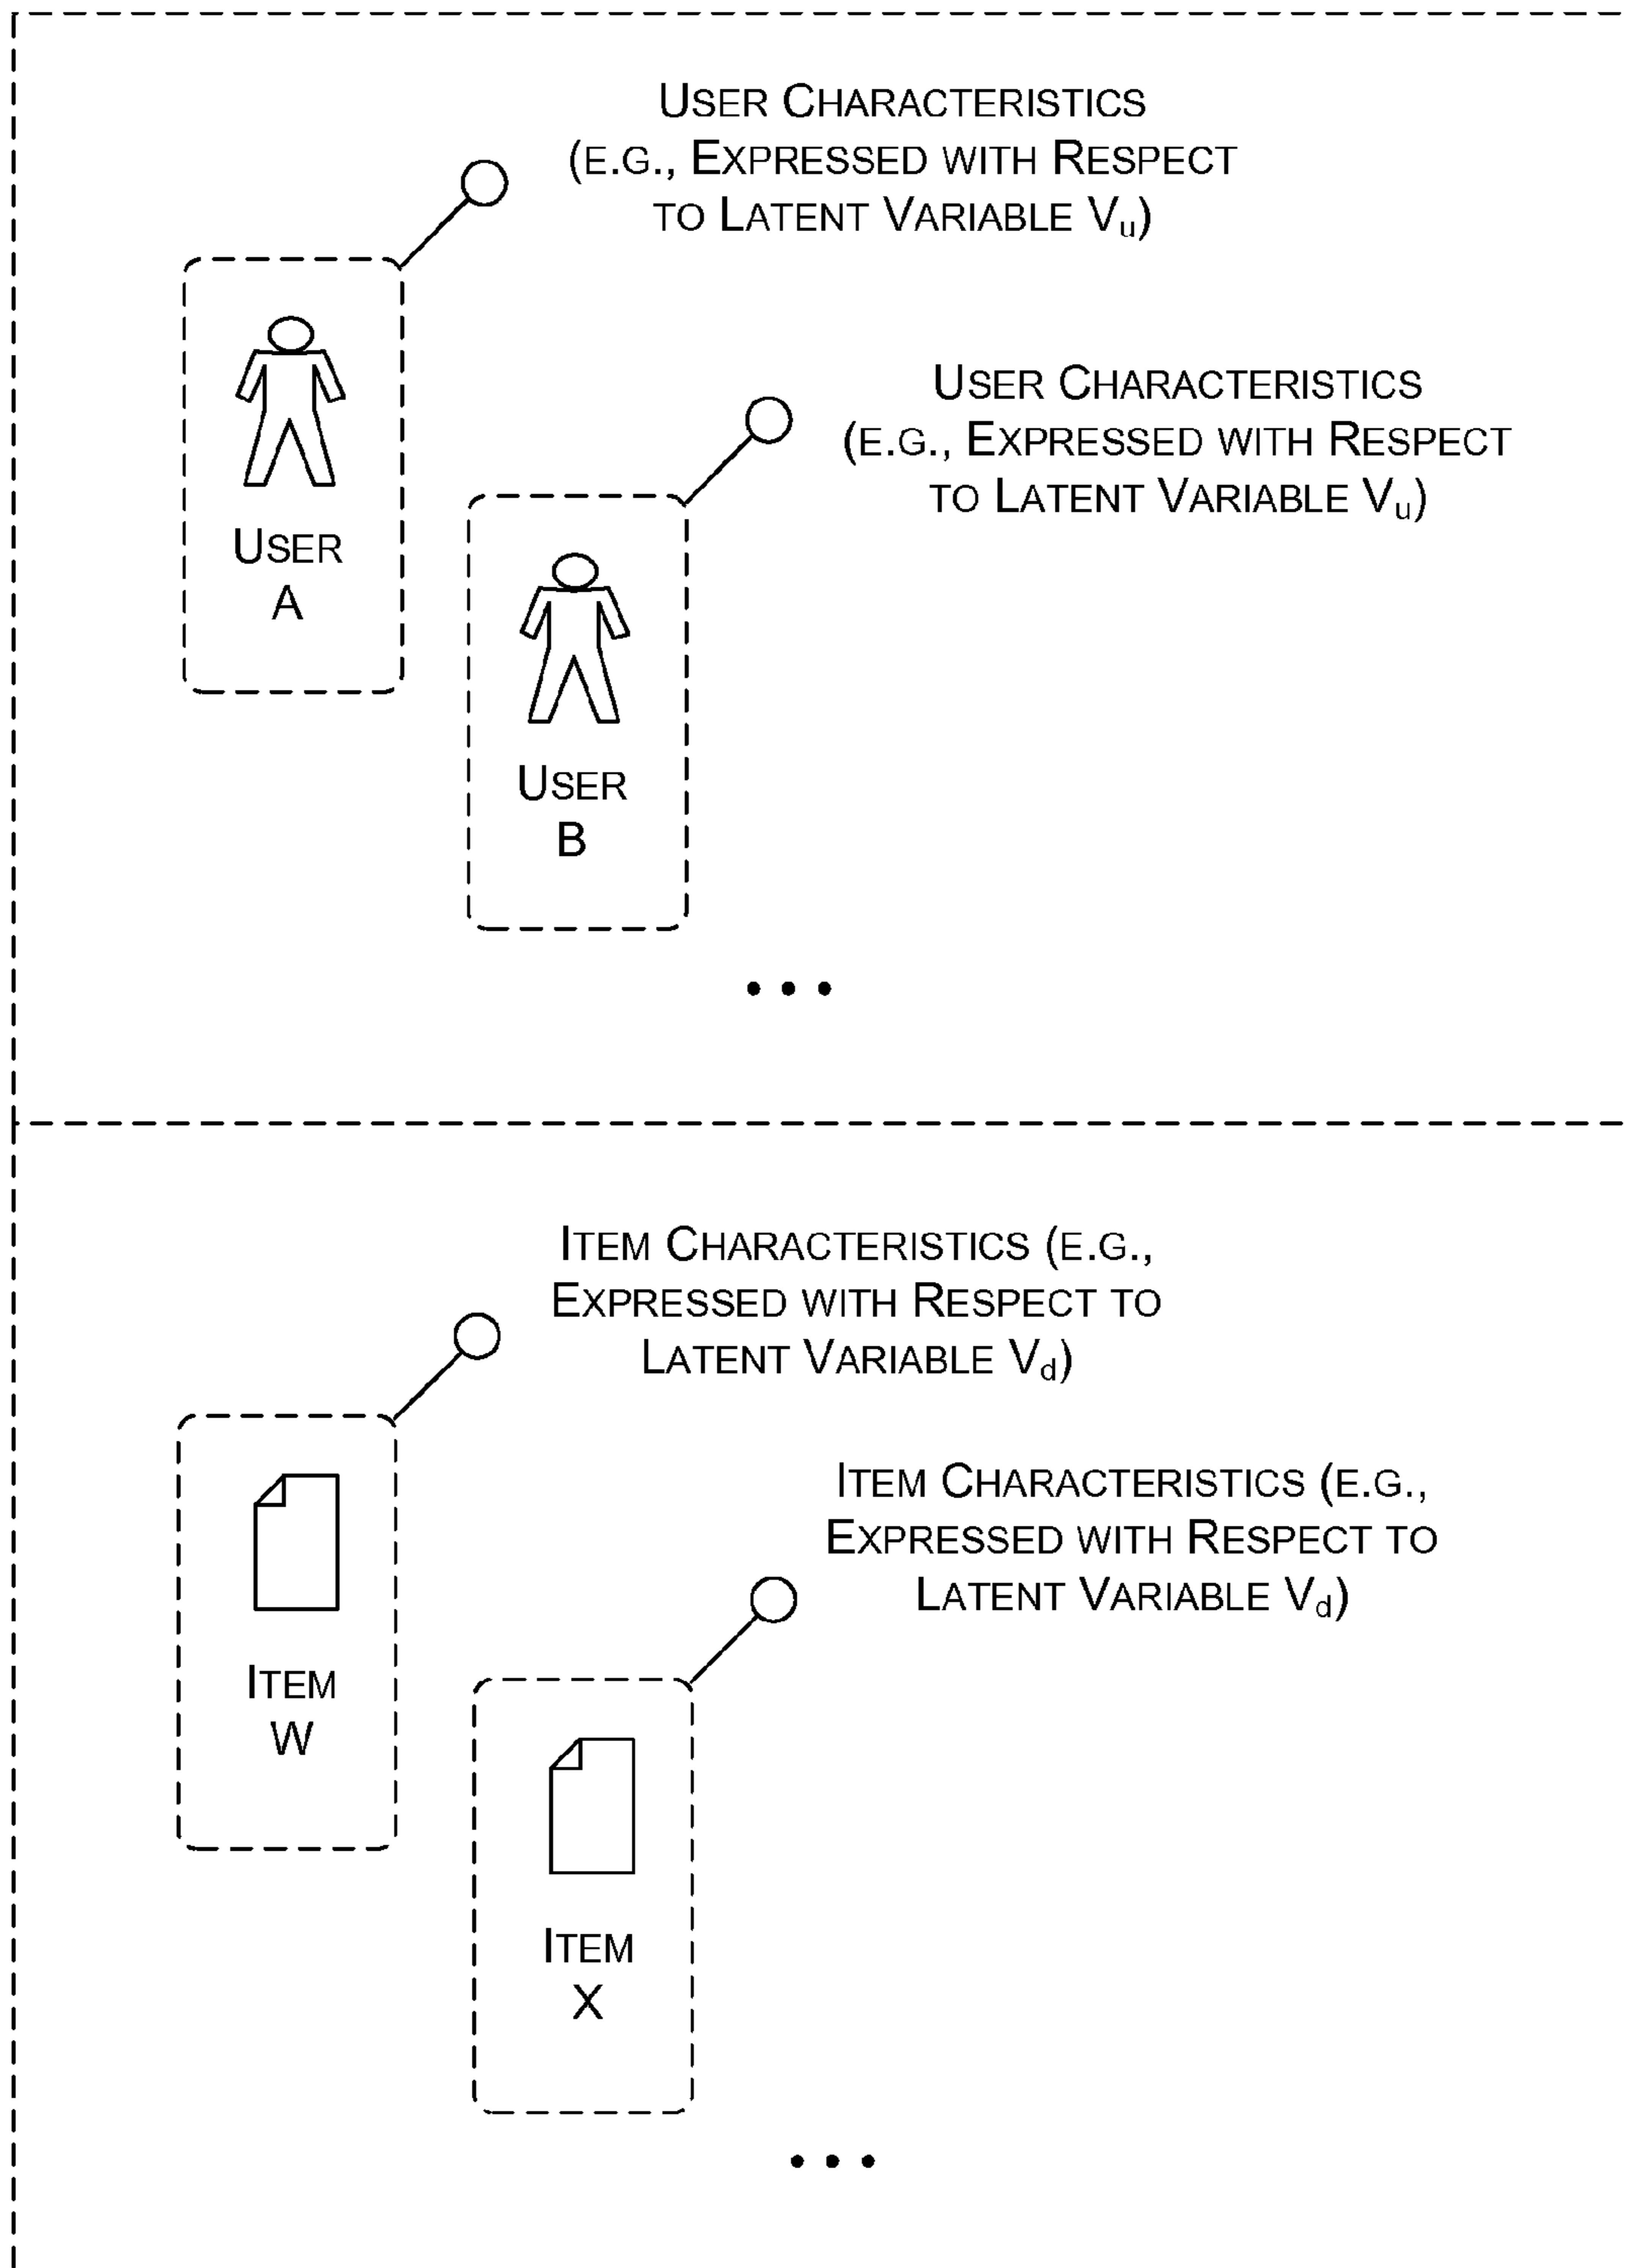 USER CHARACTERISTICS
(E.G., EXPRESSED WITH RESPECT
TO LATENT VARIABLE Vu)
USER
A
USER CHARACTERISTICS
(E.G., EXPRESSED WITH RESPECT
TO LATENT VARIABLE Vu)
USER
B
• • •
ITEM CHARACTERISTICS (E.G.,
EXPRESSED WITH RESPECT TO
LATENT VARIABLE Vd)
ITEM
W
ITEM CHARACTERISTICS (E.G.,
EXPRESSED WITH RESPECT TO
LATENT VARIABLE Vd)
ITEM
X
• • •